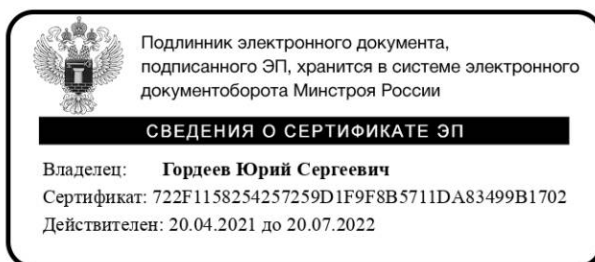 Подлинник электронного документа,
подписанного ЭП, хранится в системе электронного
документоборота Минстроя России
СВЕДЕНИЯ О СЕРТИФИКАТЕ ЭП
Владелец: Гордеев Юрий Сергеевич
Сертификат: 722F1158254257259D1F9F8B5711DA83499B1702
Действителен: 20.04.2021 до 20.07.2022